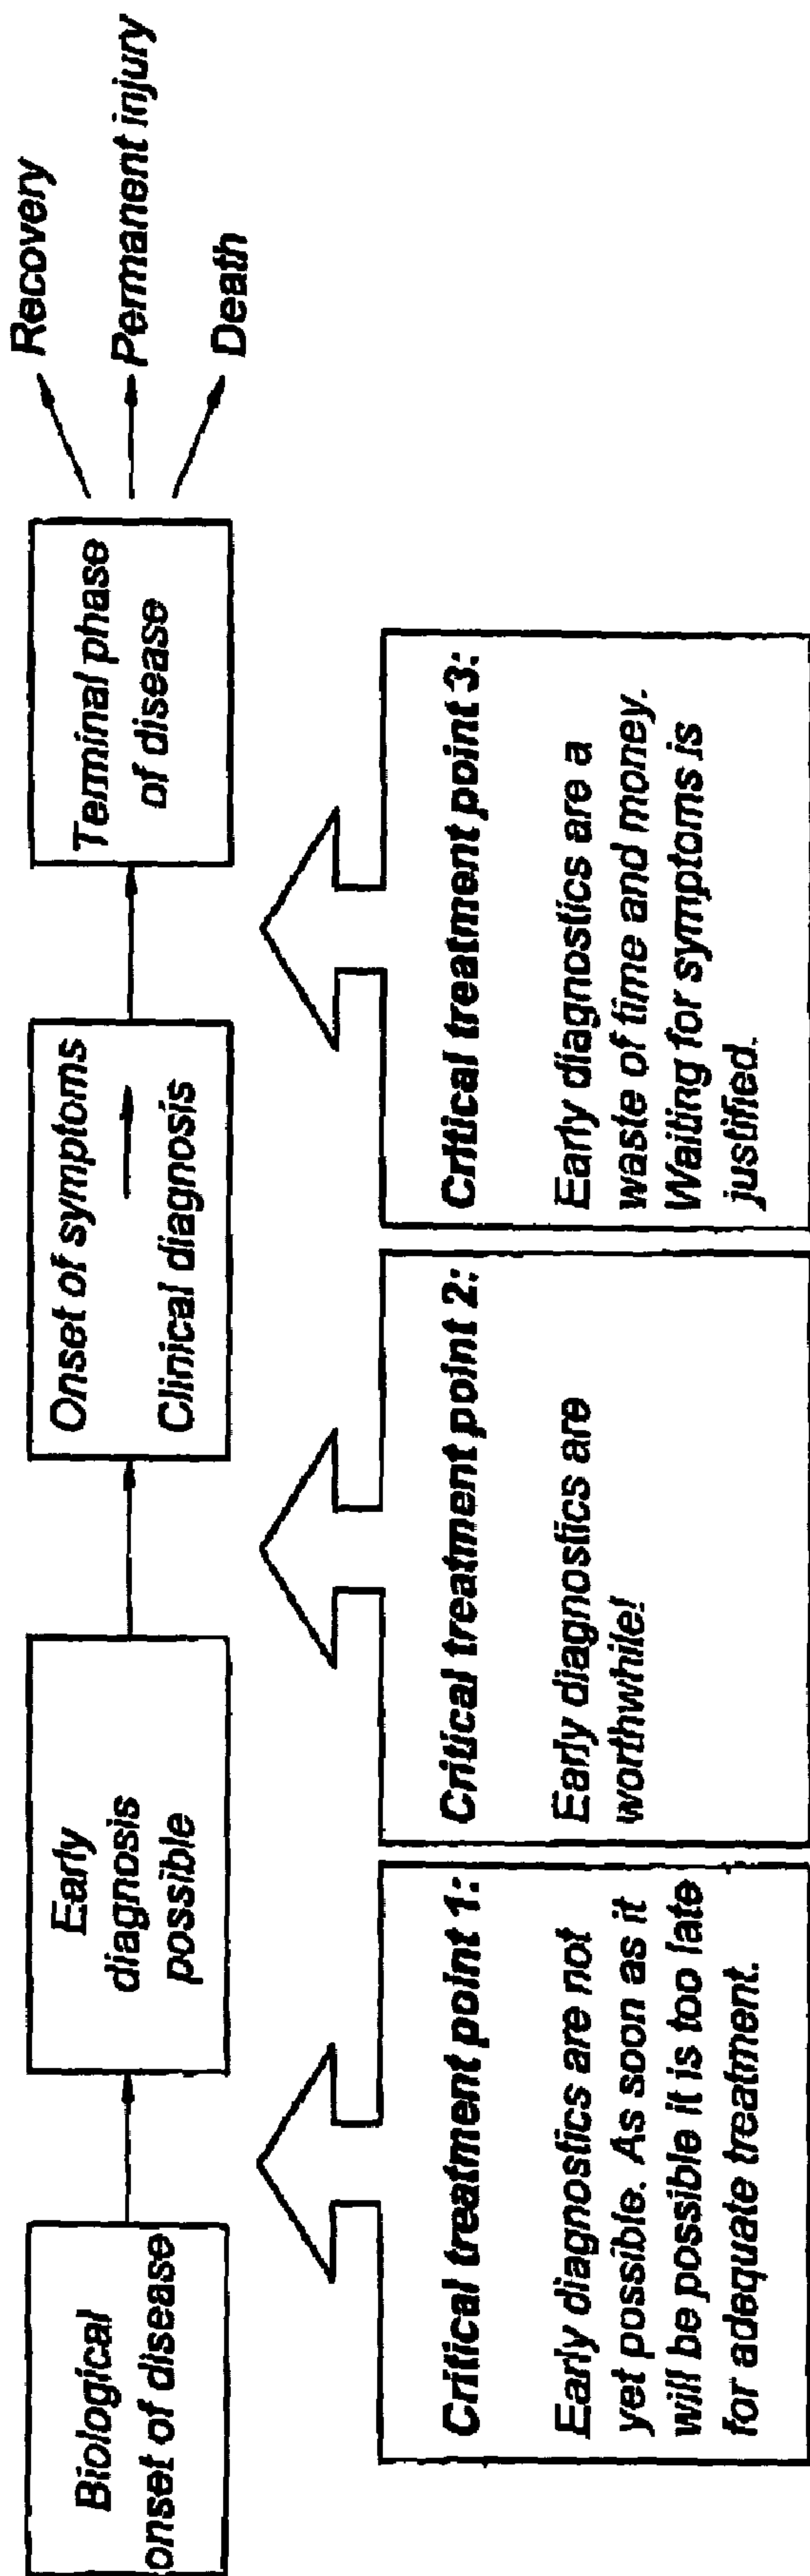 Biological
onset of disease
Early
diagnosis
possible
Onset of symptoms
Clinical diagnosis
Terminal phase
of disease
Recovery
Permanent injury
Death
Critical treatment point 1:
Early diagnostics are not
yet possible. As soon as it
will be possible it is too late
for adequate treatment.
Critical treatment point 2:
Early diagnostics are
worthwhile!
Critical treatment point 3:
Early diagnostics are a
waste of time and money.
Waiting for symptoms is
justified.